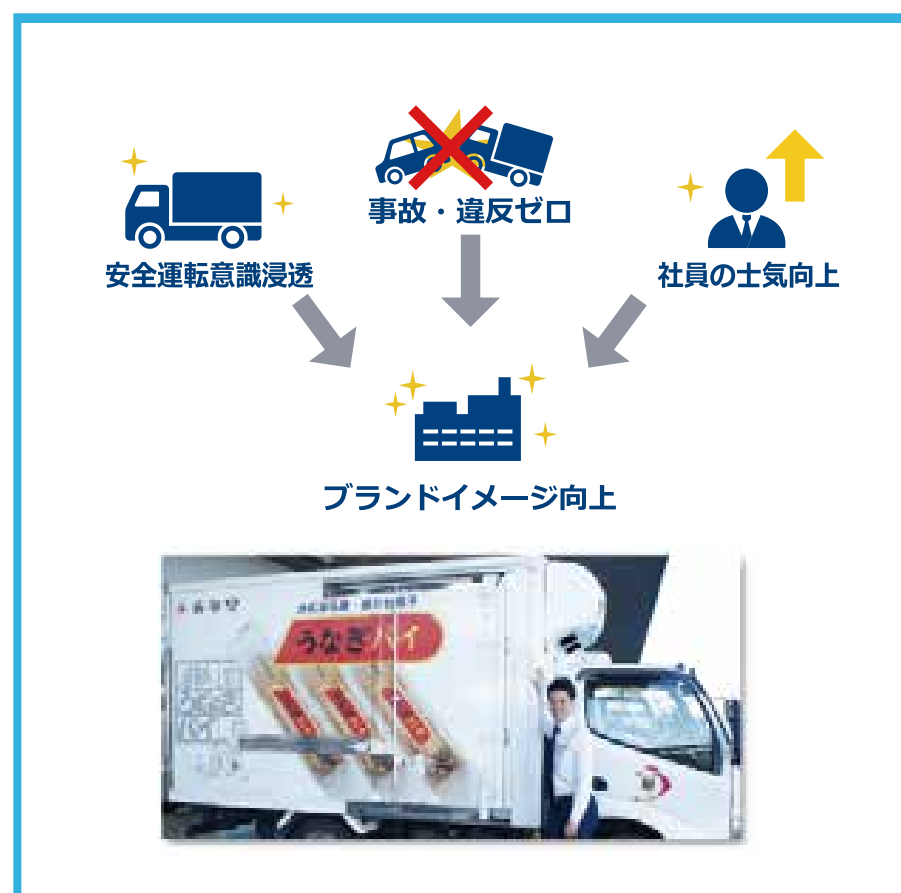 事故・違反ゼロ
安全運転意識浸透
社員の士気向上
ブランドイメージ向上
うなぎパイ